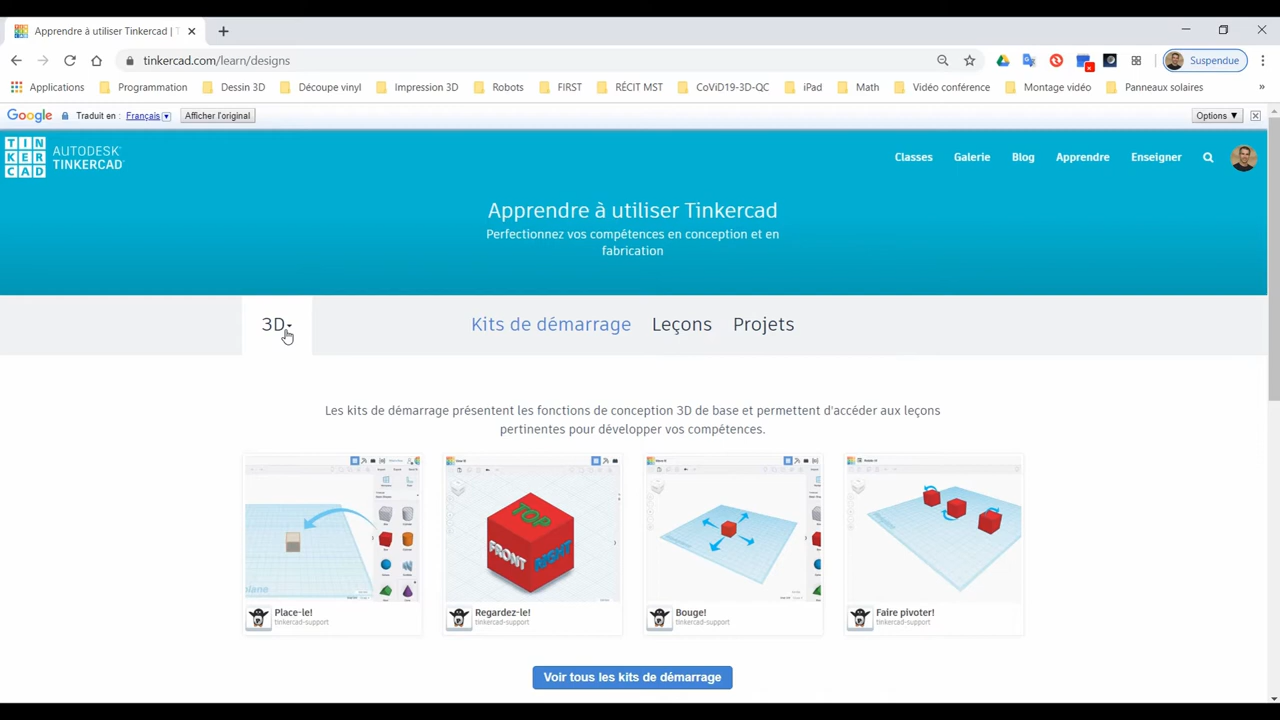 Apprendre à utiliser Tinkercad | T
tinkercad.com/learn/designs
Suspendue
Applications Programmation Dessin 3D Découpe vinyl Impression 3D Robots FIRST RÉCIT MST CoViD19-3D-QC iPad Math Vidéo conférence Montage vidéo Panneaux solaires »
Google Traduit en : Français Afficher l'original Options ▼
TIN
KER
CAD
AUTODESK®
TINKERCAD™
Classes Galerie Blog Apprendre Enseigner
Apprendre à utiliser Tinkercad
Perfectionnez vos compétences en conception et en
fabrication
3D Kits de démarrage Leçons Projets
Les kits de démarrage présentent les fonctions de conception 3D de base et permettent d'accéder aux leçons
pertinentes pour développer vos compétences.
TOP
FRONT RIGHT
Place-le!
tinkercad-support
Regardez-le!
tinkercad-support
Bouge!
tinkercad-support
Faire pivoter!
tinkercad-support
Voir tous les kits de démarrage